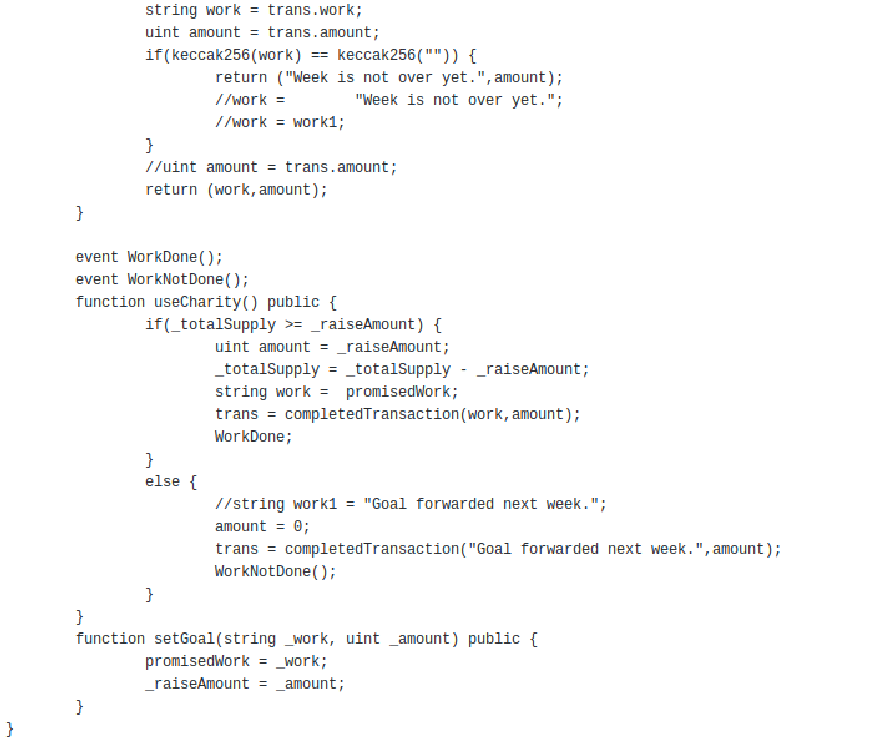 string work = trans.work;
                uint amount = trans.amount;
                if(keccak256(work) == keccak256("")) {
                        return ("Week is not over yet.",amount);
                        //work =        "Week is not over yet.";
                        //work = work1;
                }
                //uint amount = trans.amount;
                return (work,amount);
        }

        event WorkDone();
        event WorkNotDone();
        function useCharity() public {
                if(_totalSupply >= _raiseAmount) {
                        uint amount = _raiseAmount;
                        _totalSupply = _totalSupply - _raiseAmount;
                        string work =  promisedWork;
                        trans = completedTransaction(work,amount);
                        WorkDone;
                }
                else {
                        //string work1 = "Goal forwarded next week.";
                        amount = 0;
                        trans = completedTransaction("Goal forwarded next week.",amount);
                        WorkNotDone();
                }
        }
        function setGoal(string _work, uint _amount) public {
                promisedWork = _work;
                _raiseAmount = _amount;
        }
}